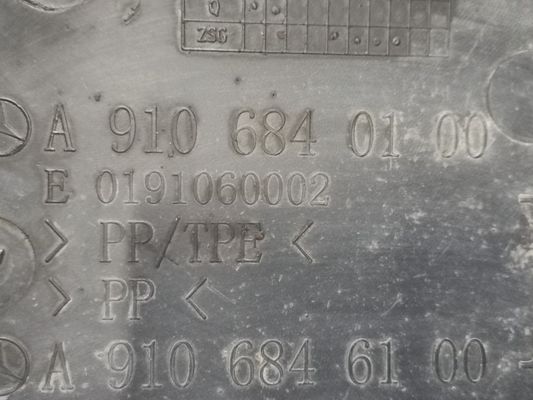 Q
ZSG
A 910 684 01 00
E 0191060002
> PP/TPE <
> PP <
A 910 684 61 00